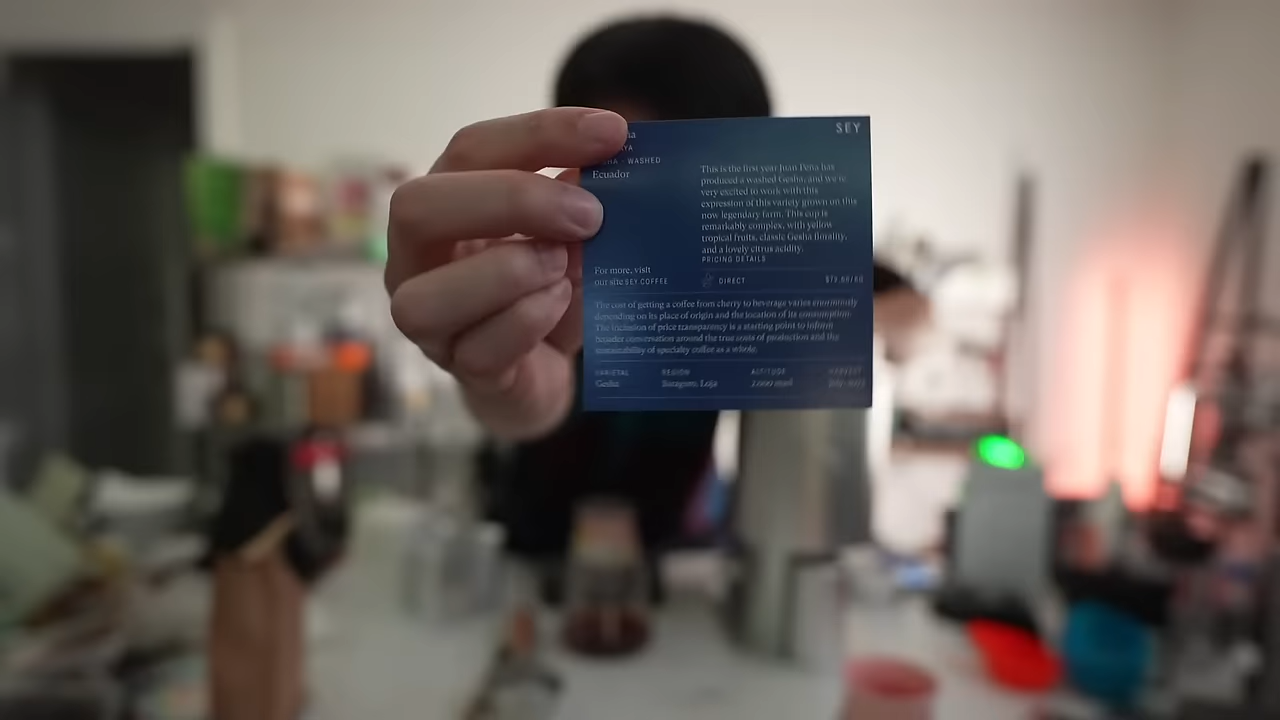 SEY
WASHED
Ecuador
This is the first year Juan Peña has
produced a washed Gesha, and we're
very excited to work with this
expression of this variety grown on this
now legendary farm. This cup is
remarkably complex, with yellow
tropical fruits, classic Gesha florality,
and a lovely citrus acidity.
PRICING DETAILS
For more, visit
our site SEY.COFFEE
DIRECT
The cost of getting a coffee from cherry to beverage varies enormously
depending on its place of origin and the location of its consumption.
The inclusion of price transparency is a starting point to inform
broader conversation around the true costs of production and the
sustainability of specialty coffee as a whole.
VARIETAL REGION ALTITUDE HARVEST
Gesha Loja